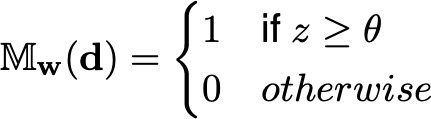 𝕄_𝐰(𝐝) = { 1 if z ≥ θ
0 otherwise